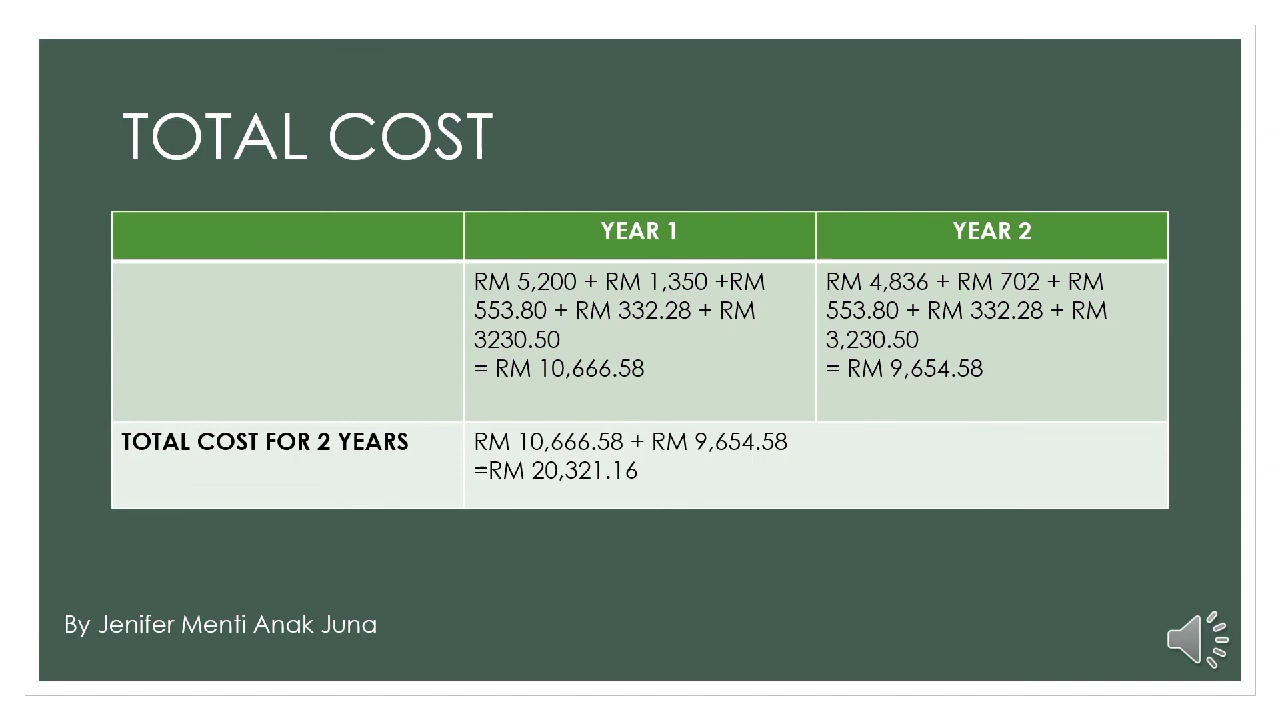 TOTAL COST
YEAR 1
YEAR 2
RM 5,200 + RM 1,350 +RM
553.80 + RM 332.28 + RM
3230.50
= RM 10,666.58
RM 4,836 + RM 702 + RM
553.80 + RM 332.28 + RM
3,230.50
= RM 9,654.58
TOTAL COST FOR 2 YEARS
RM 10,666.58 + RM 9,654.58
=RM 20,321.16
By Jenifer Menti Anak Juna